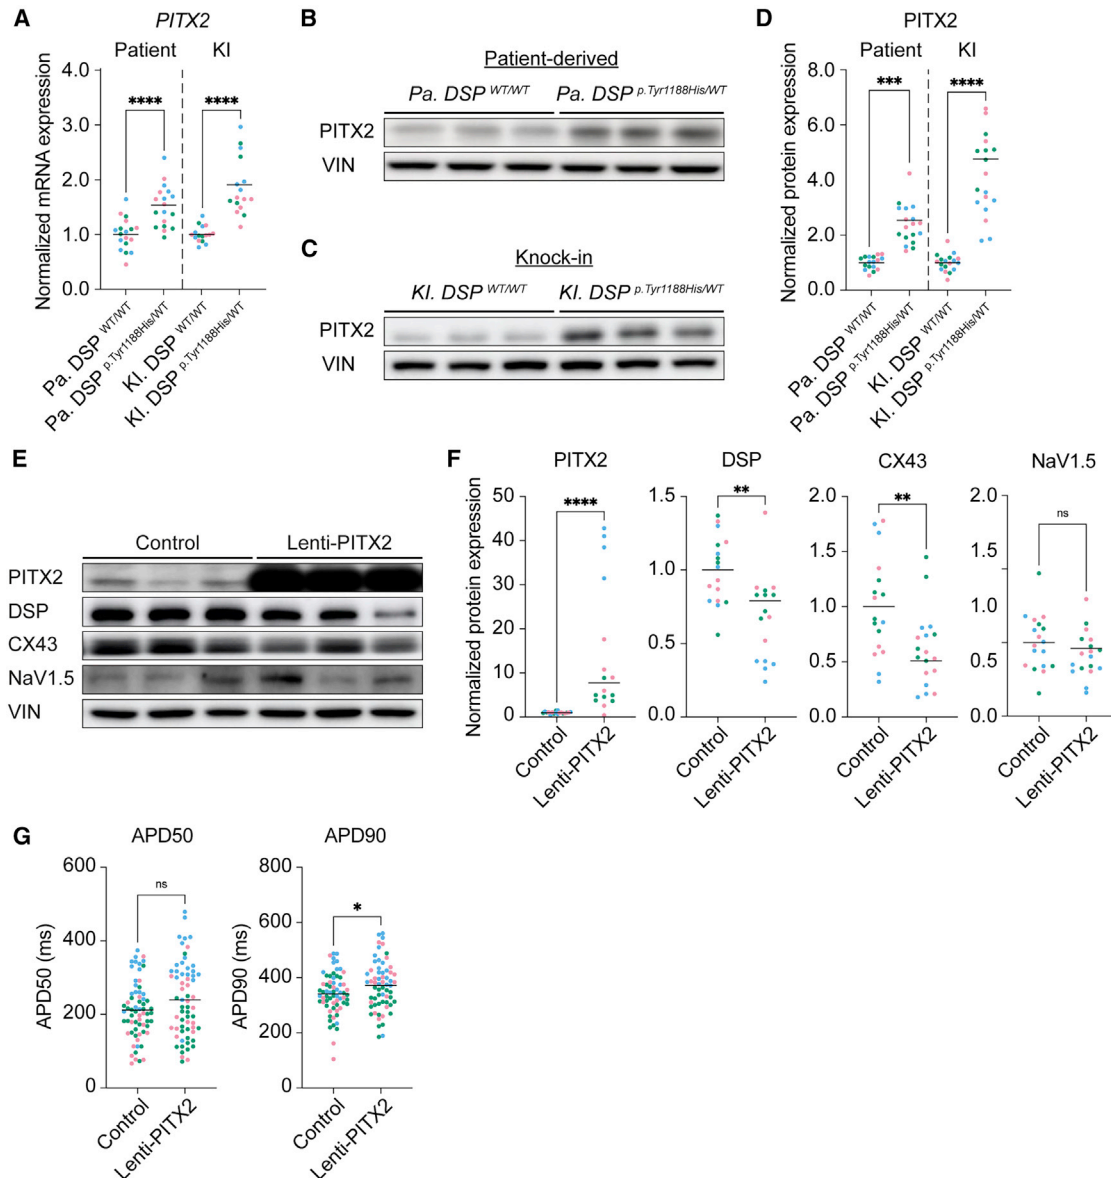 A
PITX2
Patient KI
Normalized mRNA expression
4.0
3.0
2.0
1.0
0.0
**** ****
Pa. DSP WT/WT
Pa. DSP p.Tyr1188His/WT
KI. DSP WT/WT
KI. DSP p.Tyr1188His/WT
B
Patient-derived
Pa. DSP WT/WT Pa. DSP p.Tyr1188His/WT
PITX2
VIN
C
Knock-in
KI. DSP WT/WT KI. DSP p.Tyr1188His/WT
PITX2
VIN
D
PITX2
Patient KI
Normalized protein expression
8.0
6.0
4.0
2.0
0.0
*** ****
Pa. DSP WT/WT
Pa. DSP p.Tyr1188His/WT
KI. DSP WT/WT
KI. DSP p.Tyr1188His/WT
E
Control Lenti-PITX2
PITX2
DSP
CX43
NaV1.5
VIN
F
PITX2
Normalized protein expression
50
40
30
20
10
0
****
Control
Lenti-PITX2
DSP
1.5
1.0
0.5
0.0
**
Control
Lenti-PITX2
CX43
2.0
1.5
1.0
0.5
0.0
**
Control
Lenti-PITX2
NaV1.5
2.0
1.5
1.0
0.5
0.0
ns
Control
Lenti-PITX2
G
APD50
APD50 (ms)
600
400
200
0
ns
Control
Lenti-PITX2
APD90
APD90 (ms)
800
600
400
200
0
*
Control
Lenti-PITX2